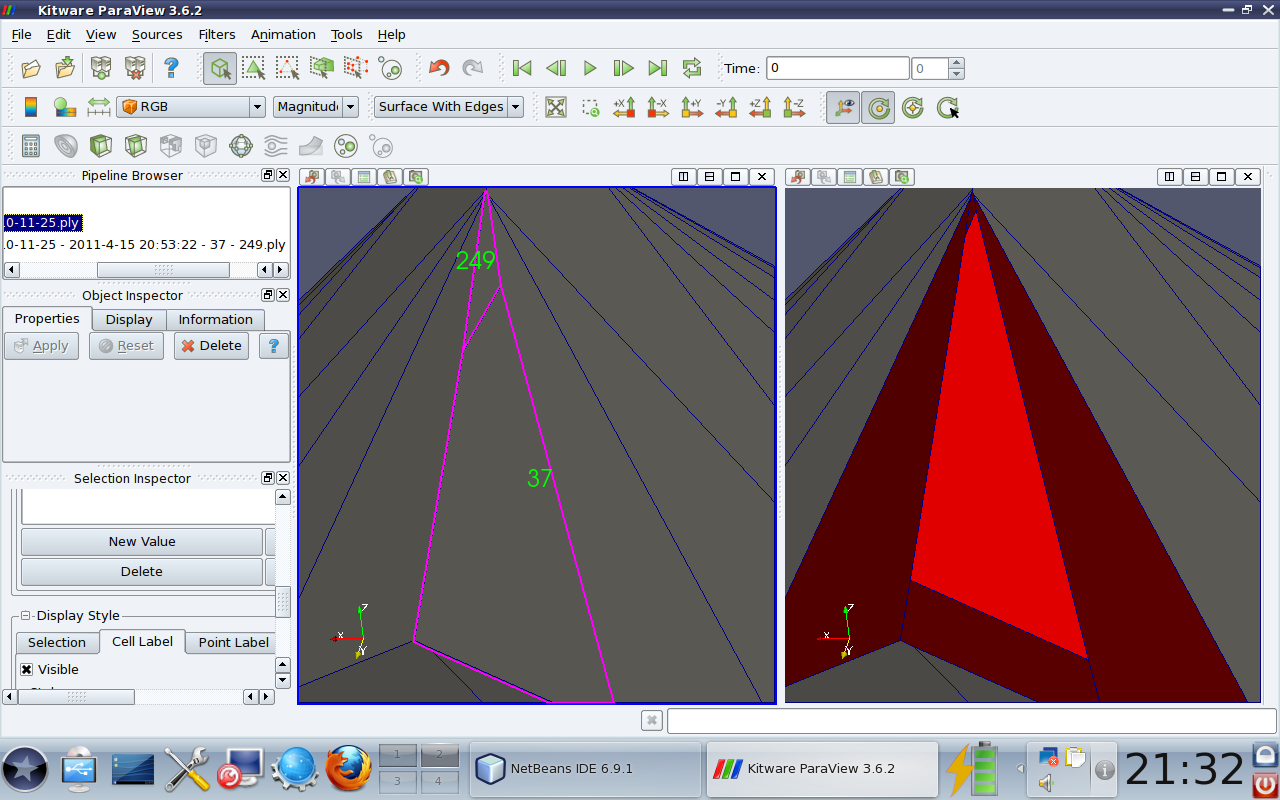 Kitware ParaView 3.6.2
File Edit View Sources Filters Animation Tools Help
Time: 0 0
RGB Magnitud Surface With Edges
+X -X +Y -Y +Z -Z
Pipeline Browser
.0-11-25.ply
.0-11-25 - 2011-4-15 20:53:22 - 37 - 249.ply
Object Inspector
Properties Display Information
Apply Reset Delete ?
Selection Inspector
New Value
Delete
Display Style
Selection Cell Label Point Label
Visible
249
37
Z
X
Y
Z
X
Y
1 2
3 4
NetBeans IDE 6.9.1
Kitware ParaView 3.6.2
21:32